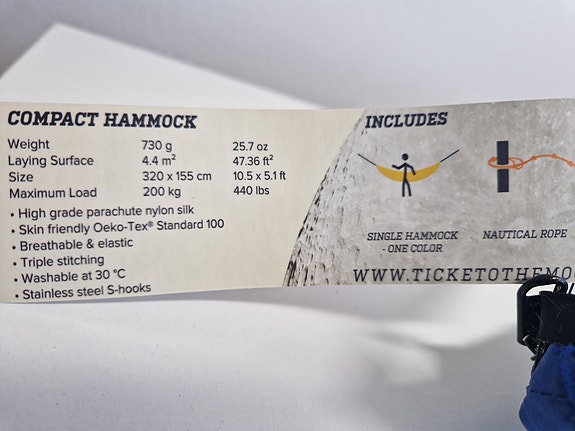 COMPACT HAMMOCK
Weight 730 g 25.7 oz
Laying Surface 4.4 m² 47.36 ft²
Size 320 x 155 cm 10.5 x 5.1 ft
Maximum Load 200 kg 440 lbs
• High grade parachute nylon silk
• Skin friendly Oeko-Tex® Standard 100
• Breathable & elastic
• Triple stitching
• Washable at 30 °C
• Stainless steel S-hooks
INCLUDES
SINGLE HAMMOCK
- ONE COLOR
NAUTICAL ROPE
WWW.TICKETOTHEMO